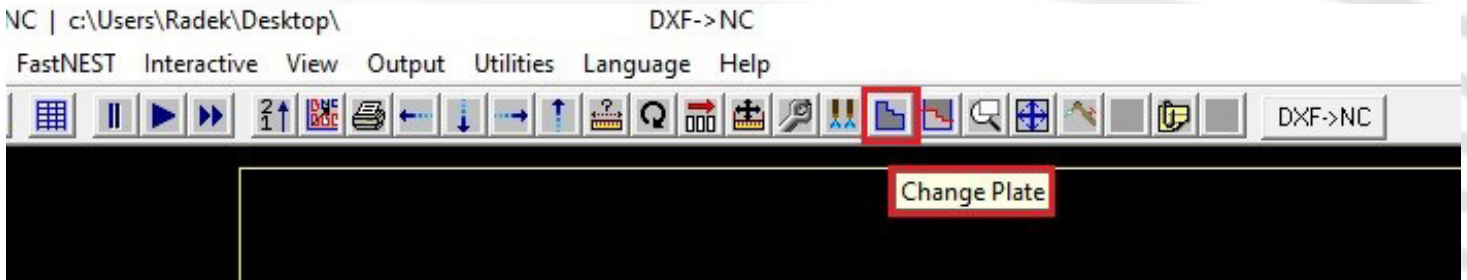 NC | c:\Users\Radek\Desktop\ DXF->NC
FastNEST Interactive View Output Utilities Language Help
DXF->NC
Change Plate